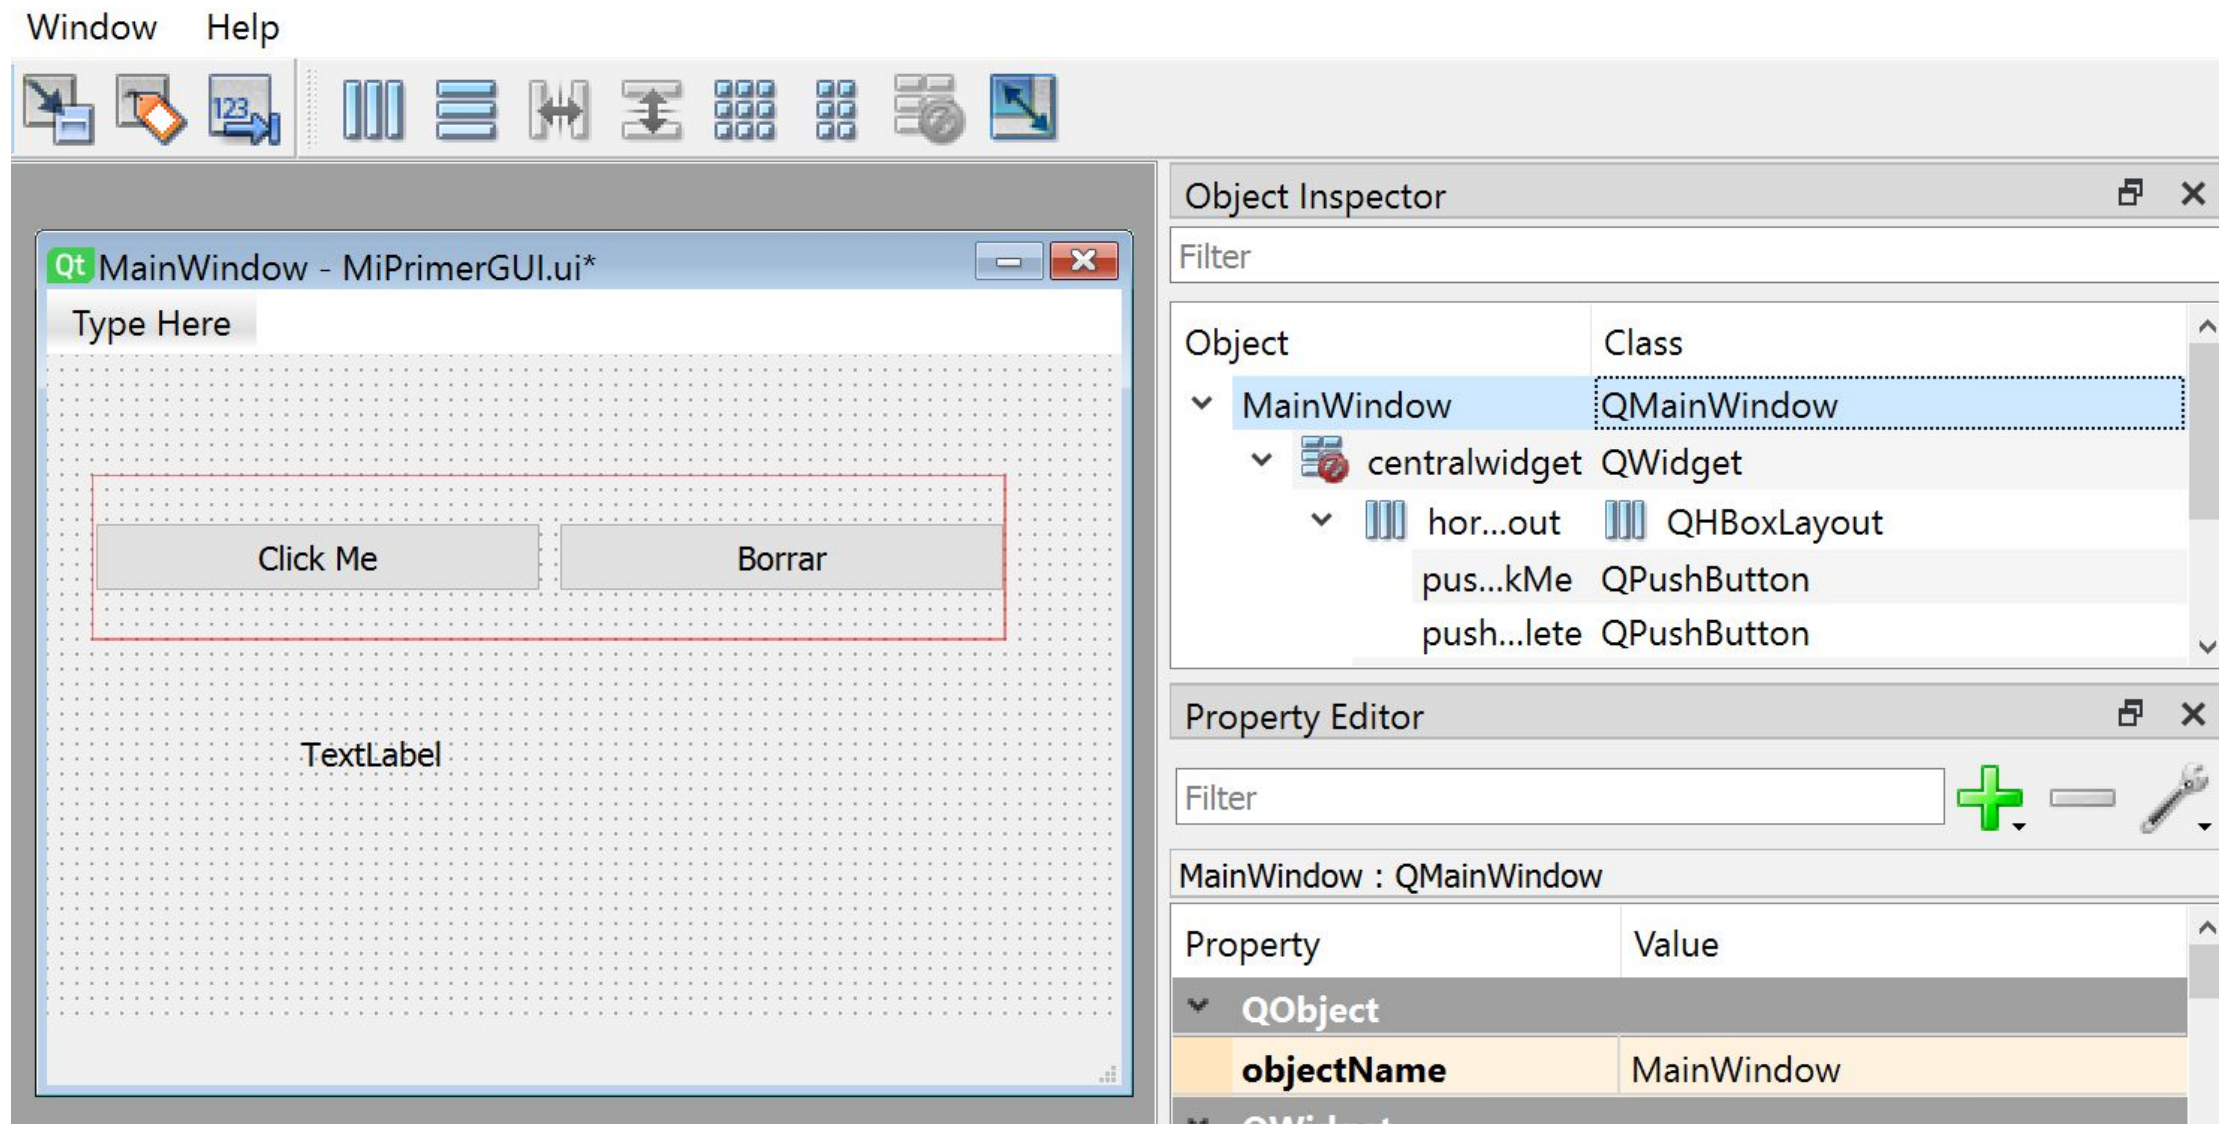 Window Help
123
Object Inspector
Filter
Qt MainWindow - MiPrimerGUI.ui*
Type Here
Object Class
MainWindow QMainWindow
centralwidget QWidget
hor...out QHBoxLayout
Click Me Borrar
pus...kMe QPushButton
push...lete QPushButton
Property Editor
TextLabel
Filter
MainWindow : QMainWindow
Property Value
QObject
objectName MainWindow
QWidget